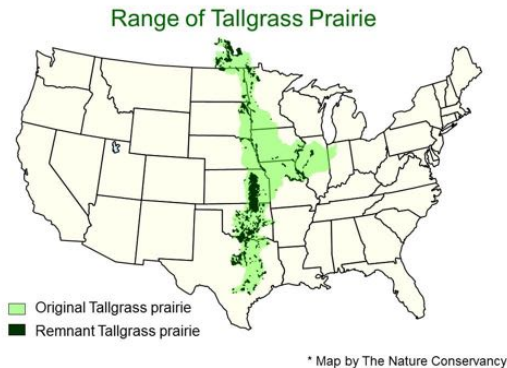 Range of Tallgrass Prairie
Original Tallgrass prairie
Remnant Tallgrass prairie
* Map by The Nature Conservancy